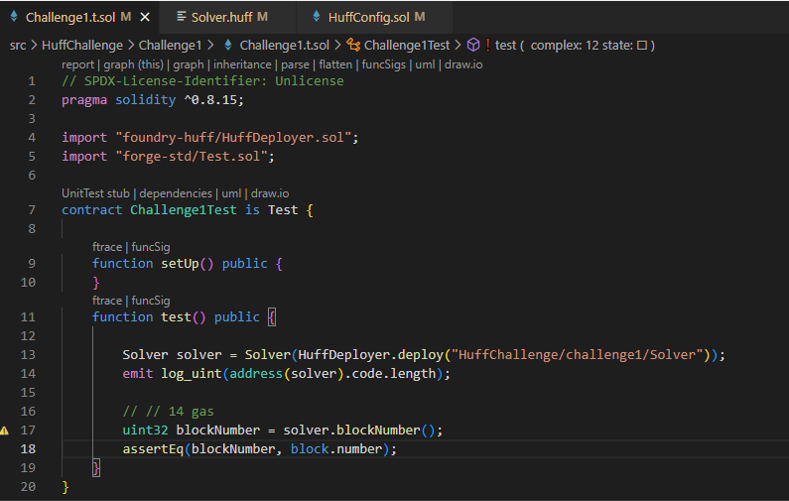 Challenge1.t.sol M × Solver.huff M HuffConfig.sol M
src > HuffChallenge > Challenge1 > Challenge1.t.sol > Challenge1Test > ! test ( complex: 12 state: )
report | graph (this) | graph | inheritance | parse | flatten | funcSigs | uml | draw.io
1 // SPDX-License-Identifier: Unlicense
2 pragma solidity ^0.8.15;
3
4 import "foundry-huff/HuffDeployer.sol";
5 import "forge-std/Test.sol";
6
UnitTest stub | dependencies | uml | draw.io
7 contract Challenge1Test is Test {
8
ftrace | funcSig
9 function setUp() public {
10 }
ftrace | funcSig
11 function test() public {
12
13 Solver solver = Solver(HuffDeployer.deploy("HuffChallenge/challenge1/Solver"));
14 emit log_uint(address(solver).code.length);
15
16 // // 14 gas
17 uint32 blockNumber = solver.blockNumber();
18 assertEq(blockNumber, block.number);
19 }
20 }